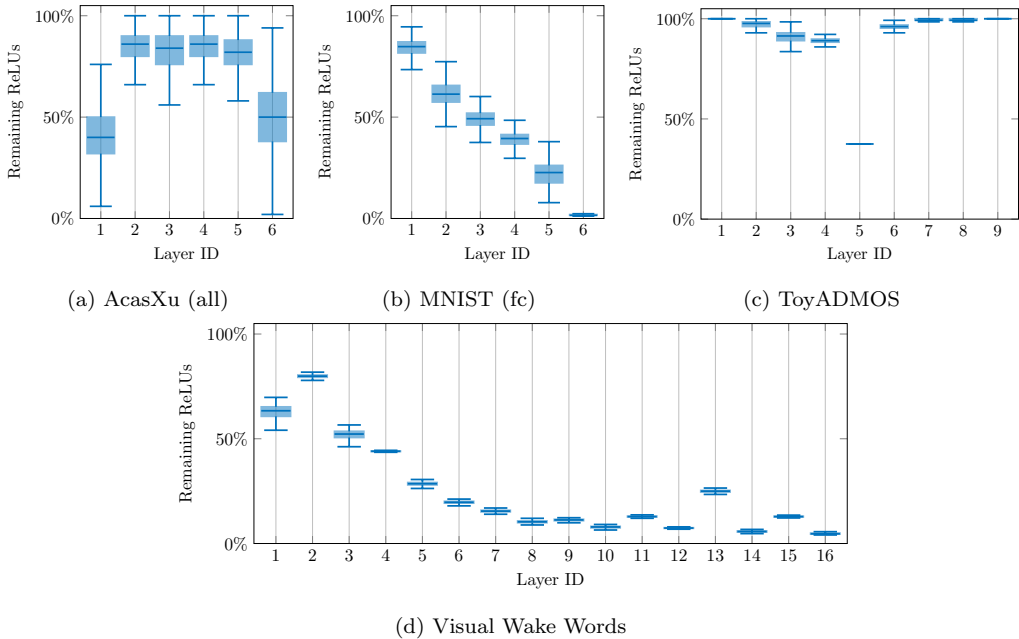 100%
50%
0%
Remaining ReLUs
1 2 3 4 5 6
Layer ID
(a) AcasXu (all)
100%
50%
0%
Remaining ReLUs
1 2 3 4 5 6
Layer ID
(b) MNIST (fc)
100%
50%
0%
Remaining ReLUs
1 2 3 4 5 6 7 8 9
Layer ID
(c) ToyADMOS
100%
50%
0%
Remaining ReLUs
1 2 3 4 5 6 7 8 9 10 11 12 13 14 15 16
Layer ID
(d) Visual Wake Words